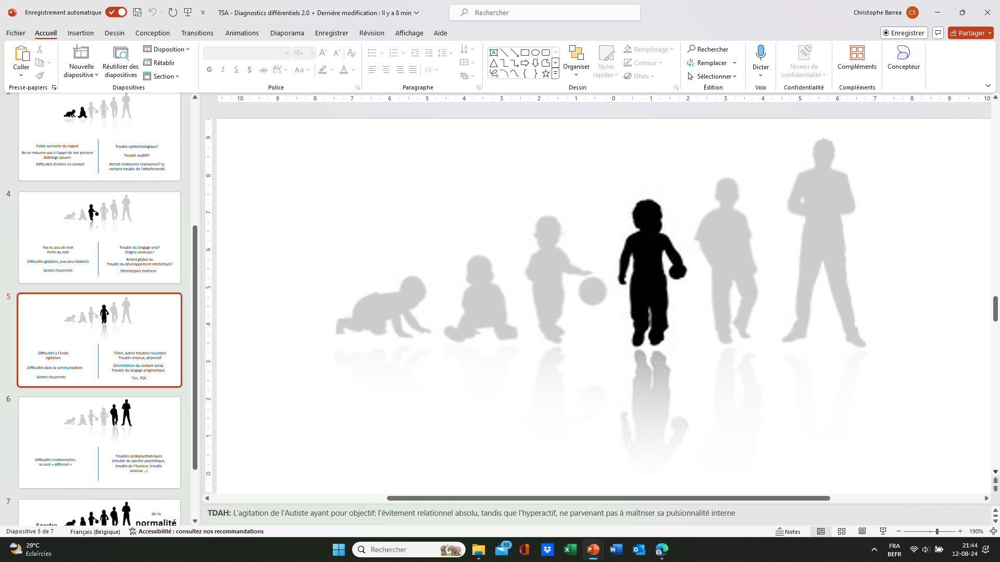 Enregistrement automatique
TSA - Diagnostics différentiels 2.0 • Dernière modification : Il y a 8 min
Rechercher
Christophe Barrea
CB
Fichier Accueil Insertion Dessin Conception Transitions Animations Diaporama Enregistrer Révision Affichage Aide
Enregistrer
Partager
Coller
Presse-papiers
Nouvelle diapositive
Réutiliser des diapositives
Disposition
Rétablir
Section
Diapositives
18+
Police
Paragraphe
Organiser
Styles rapides
Remplissage
Contour
Effets
Dessin
Rechercher
Remplacer
Sélectionner
Édition
Dicter
Voix
Niveau de confidentialité
Confidentialité
Compléments
Compléments
Concepteur
10 9 8 7 6 5 4 3 2 1 0 1 2 3 4 5 6 7 8 9 10
9
8
7
6
5
4
3
2
1
0
Faible accroche du regard
Ne se retourne pas à l'appel de son prénom
Babillage pauvre
Difficultés d'entrer en contact
Trouble ophtalmologique?
Trouble auditif?
Retrait relationnel réactionnel? (y
compris trouble de l'attachement)
4
Pas ou peu de mot
Perte du mot
Difficultés globales, jeux peu élaborés
Gestes récurrents
Trouble du langage oral?
Origine anxieuse?
Retard global ou
Trouble du développement intellectuel?
Stéréotypies motrices
5
Difficultés à l'école
Agitation
Difficultés dans la communication
Gestes récurrents
TDAH, autres troubles neurodev
Trouble anxieux, dépressif
Désinhibition du contact social
Trouble du langage pragmatique
Tics, TOC
6
Difficultés relationnelles,
se sent « différent »
Troubles pédopsychiatriques
(trouble du spectre psychotique,
trouble de l'humeur, trouble
anxieux ...)
7
Spectre
de la
normalité
TDAH: L'agitation de l'Autiste ayant pour objectif: l'évitement relationnel absolu, tandis que l'hyperactif, ne parvenant pas à maîtriser sa pulsionnalité interne
Diapositive 5 de 7
Français (Belgique)
Accessibilité : consultez nos recommandations
Notes
190%
29°C
Eclaircies
Rechercher
88
FRA
BEFR
21:44
12-08-24